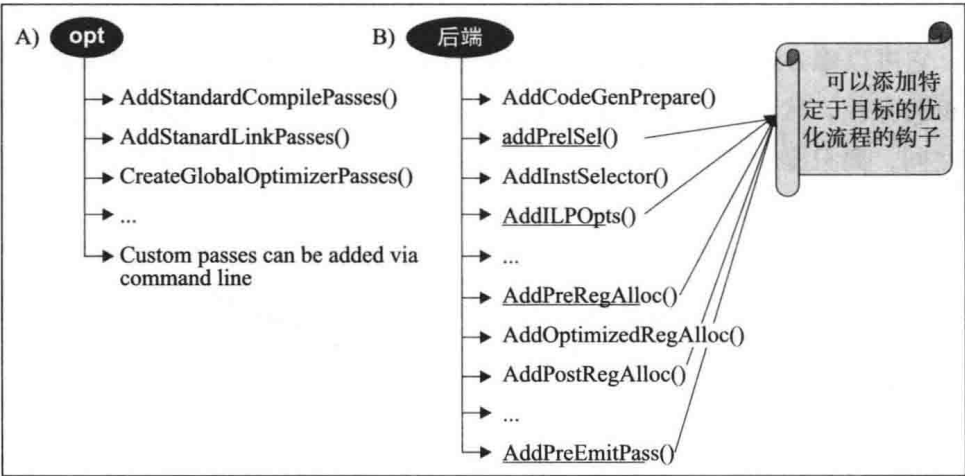 A) opt
AddStandardCompilePasses()
AddStanardLinkPasses()
CreateGlobalOptimizerPasses()
...
Custom passes can be added via
command line
B) 后端
AddCodeGenPrepare()
addPrelSel()
AddInstSelector()
AddILPOpts()
...
AddPreRegAlloc()
AddOptimizedRegAlloc()
AddPostRegAlloc()
...
AddPreEmitPass()
可以添加特
定于目标的优
化流程的钩子